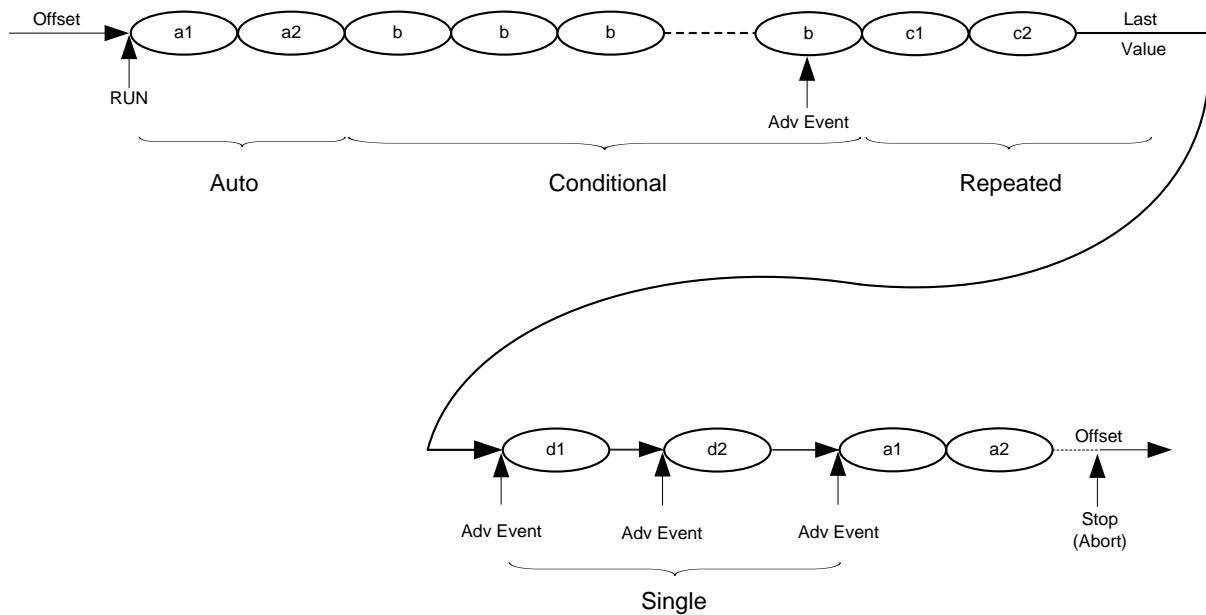 Offset
a1
a2
b
b
b
b
c1
c2
Last
Value
RUN
Adv Event
Auto
Conditional
Repeated
d1
d2
a1
a2
Offset
Adv Event
Adv Event
Adv Event
Stop
(Abort)
Single